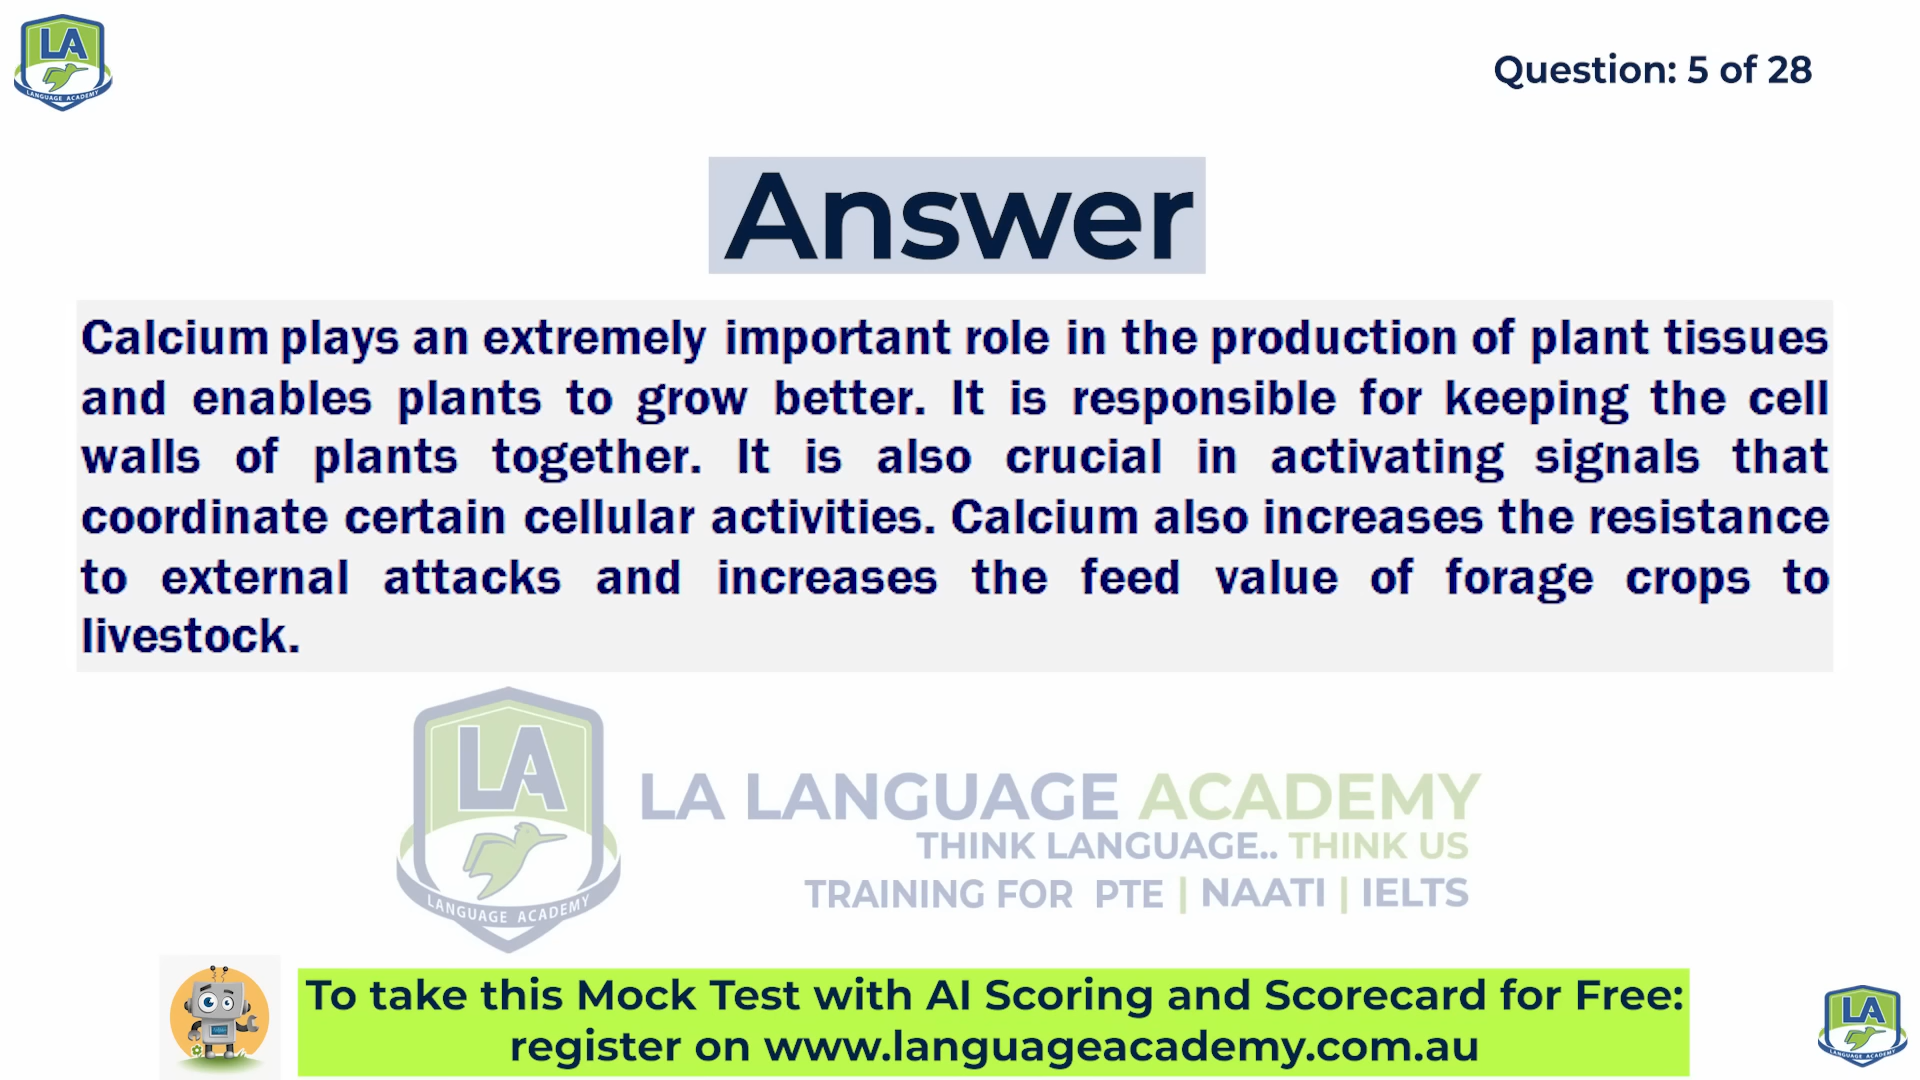 LA
LANGUAGE ACADEMY
Question: 5 of 28
Answer
Calcium plays an extremely important role in the production of plant tissues
and enables plants to grow better. It is responsible for keeping the cell
walls of plants together. It is also crucial in activating signals that
coordinate certain cellular activities. Calcium also increases the resistance
to external attacks and increases the feed value of forage crops to
livestock.
LA
LANGUAGE ACADEMY
LA LANGUAGE ACADEMY
THINK LANGUAGE.. THINK US
TRAINING FOR PTE | NAATI | IELTS
To take this Mock Test with AI Scoring and Scorecard for Free:
register on www.languageacademy.com.au
LA
LANGUAGE ACADEMY